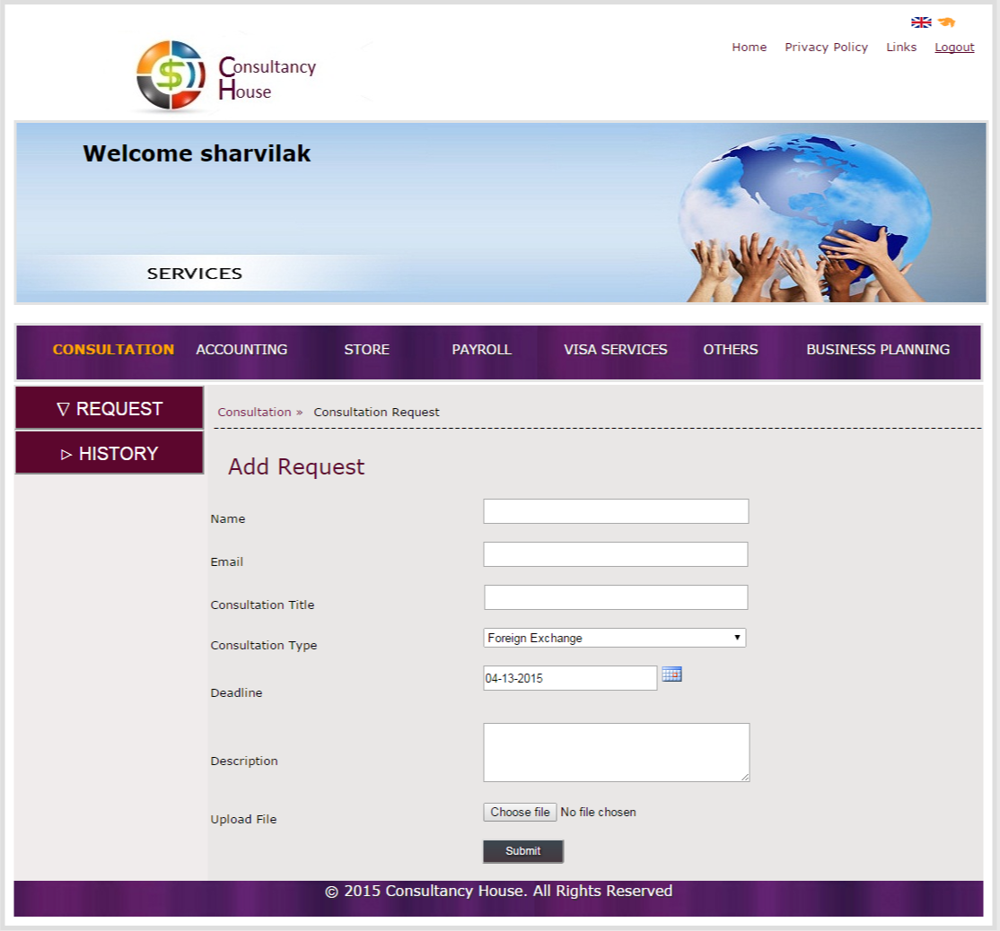 Home Privacy Policy Links Logout
Consultancy
House
Welcome sharvilak
SERVICES
CONSULTATION ACCOUNTING STORE PAYROLL VISA SERVICES OTHERS BUSINESS PLANNING
▽ REQUEST
▷ HISTORY
Consultation » Consultation Request
Add Request
Name
Email
Consultation Title
Consultation Type Foreign Exchange
Deadline 04-13-2015
Description
Upload File Choose file No file chosen
Submit
© 2015 Consultancy House. All Rights Reserved